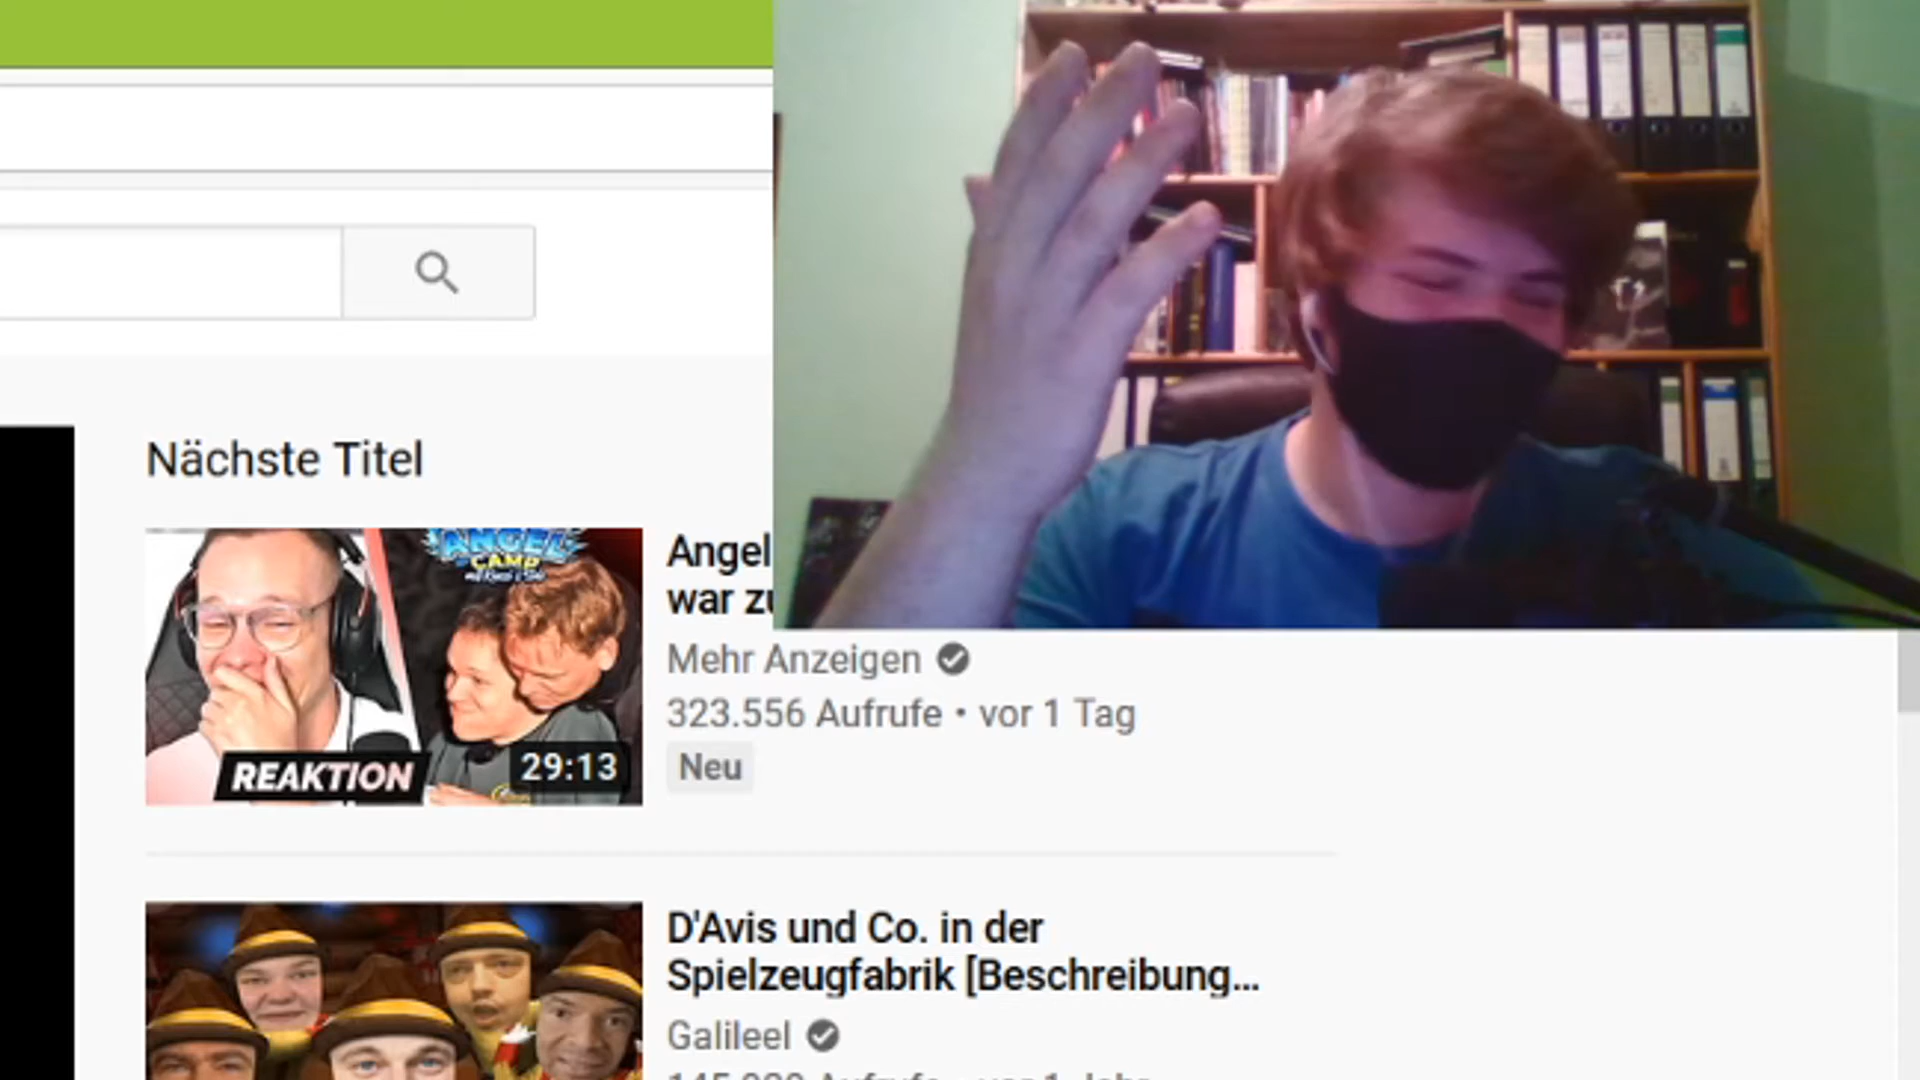 Nächste Titel
ANGEL
CAMP
REAKTION
29:13
Angel
war zu
Mehr Anzeigen
323.556 Aufrufe • vor 1 Tag
Neu
D'Avis und Co. in der
Spielzeugfabrik [Beschreibung...
Galileel